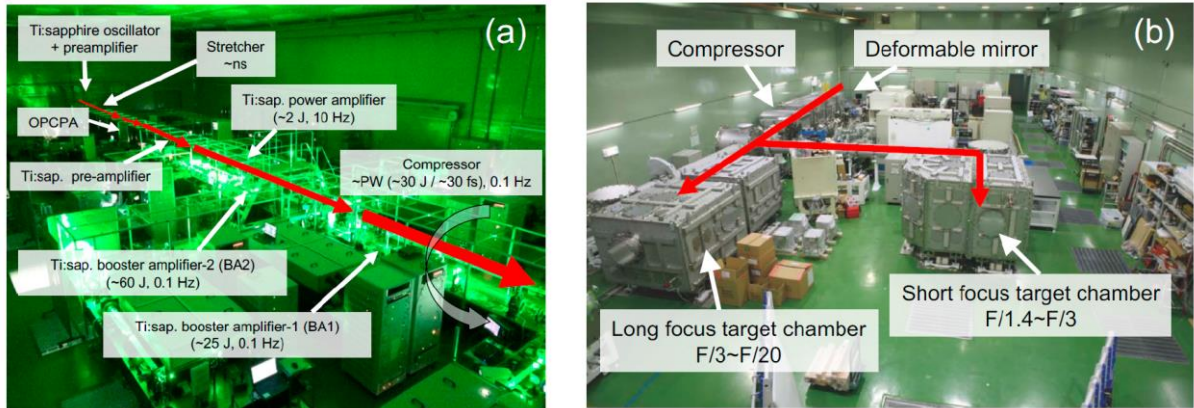 (a)
Ti:sapphire oscillator
+ preamplifier
Stretcher
~ns
OPCPA
Ti:sap. power amplifier
(~2 J, 10 Hz)
Ti:sap. pre-amplifier
Compressor
~PW (~30 J / ~30 fs), 0.1 Hz
Ti:sap. booster amplifier-2 (BA2)
(~60 J, 0.1 Hz)
Ti:sap. booster amplifier-1 (BA1)
(~25 J, 0.1 Hz)
(b)
Compressor
Deformable mirror
Long focus target chamber
F/3~F/20
Short focus target chamber
F/1.4~F/3